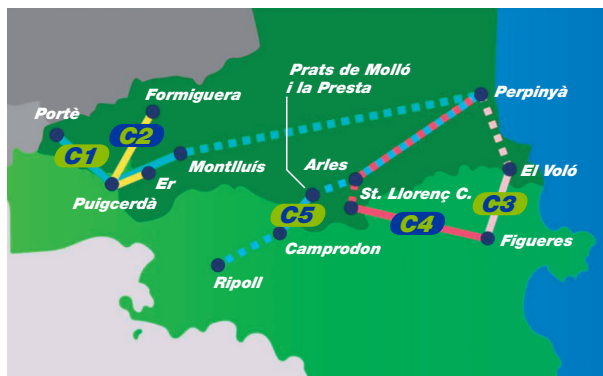 Prats de Molló
i la Presta
Formiguera
Perpinyà
Portè
C2
C1
Arles
Montlluís
Er
El Voló
Puigcerdà
St. Llorenç C.
C3
C5
C4
Camprodon
Figueres
Ripoll